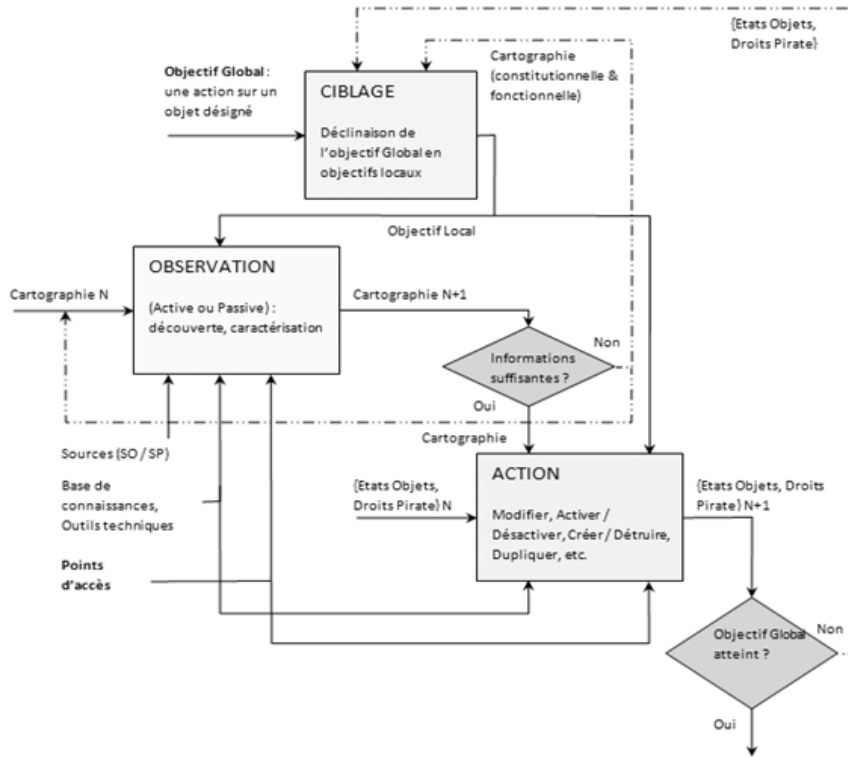 {Etats Objets,
Droits Pirate}
Cartographie
(constitutionnelle &
fonctionnelle)
Objectif Global :
une action sur un
objet désigné
CIBLAGE
Déclinaison de
l'objectif Global en
objectifs locaux
Objectif Local
OBSERVATION
(Active ou Passive) :
découverte, caractérisation
Cartographie N
Cartographie N+1
Informations
suffisantes ?
Non
Oui
Cartographie
Sources (SO / SP)
Base de
connaissances,
Outils techniques
Points
d'accès
{Etats Objets,
Droits Pirate} N
ACTION
Modifier, Activer /
Désactiver, Créer / Détruire,
Dupliquer, etc.
{Etats Objets, Droits
Pirate} N+1
Objectif Global
atteint ?
Non
Oui